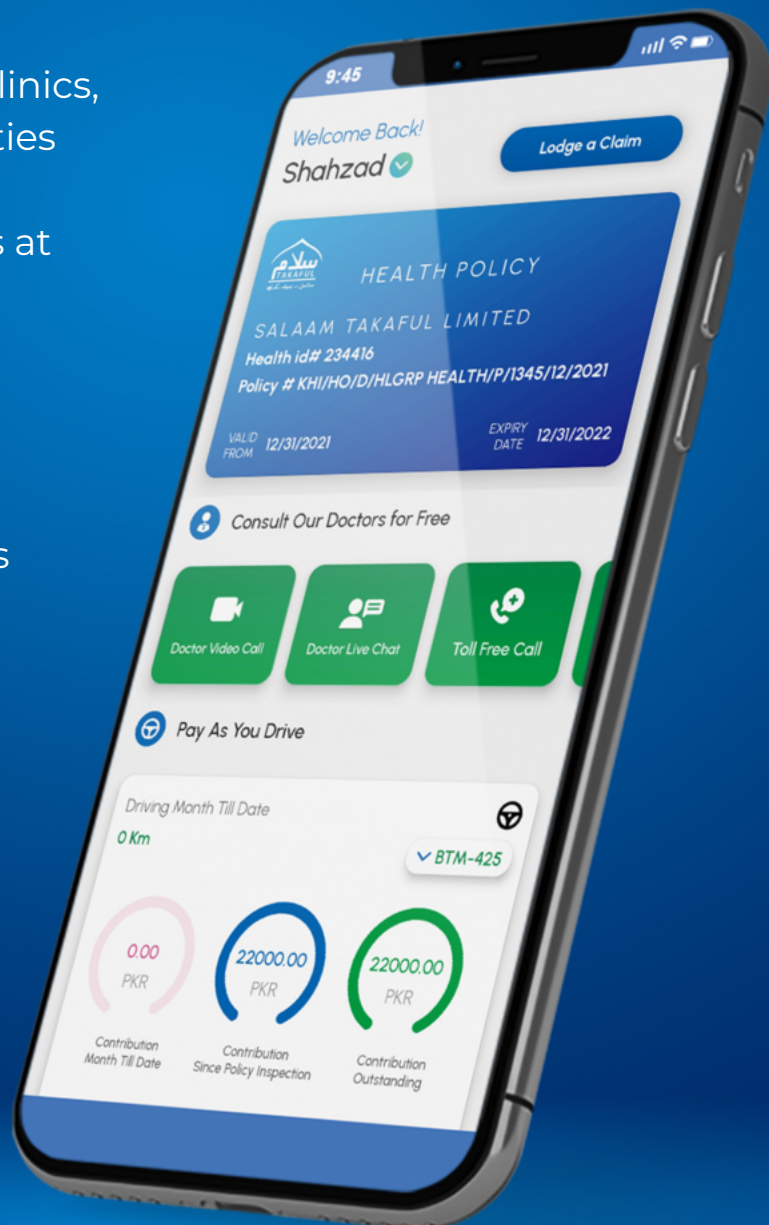 linics,
ties
s at
s
9:45
Welcome Back!
Shahzad
Lodge a Claim
سلام
TAKAFUL
HEALTH POLICY
SALAAM TAKAFUL LIMITED
Health id# 234416
Policy # KHI/HO/D/HLGRP HEALTH/P/1345/12/2021
VALID
FROM
12/31/2021
EXPIRY
DATE
12/31/2022
Consult Our Doctors for Free
Doctor Video Call
Doctor Live Chat
Toll Free Call
Pay As You Drive
Driving Month Till Date
0 Km
BTM-425
0.00
PKR
22000.00
PKR
22000.00
PKR
Contribution
Month Till Date
Contribution
Since Policy Inspection
Contribution
Outstanding